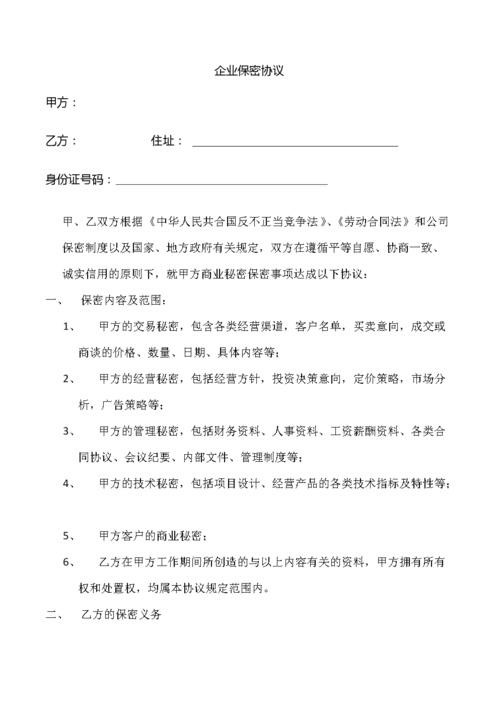 企业保密协议
甲方：
乙方：　　　　　　住址：____________________________
身份证号码：____________________________
甲、乙双方根据《中华人民共合国反不正当竞争法》、《劳动合同法》和公司
保密制度以及国家、地方政府有关规定，双方在遵循平等自愿、协商一致、
诚实信用的原则下，就甲方商业秘密保密事项达成以下协议：
一、　保密内容及范围：
1、　甲方的交易秘密，包含各类经营渠道，客户名单，买卖意向，成交或
商谈的价格、数量、日期、具体内容等；
2、　甲方的经营秘密，包括经营方针，投资决策意向，定价策略，市场分
析，广告策略等；
3、　甲方的管理秘密，包括财务资料、人事资料、工资薪酬资料、各类合
同协议、会议纪要、内部文件、管理制度等；
4、　甲方的技术秘密，包括项目设计、经营产品的各类技术指标及特性等；
5、　甲方客户的商业秘密；
6、　乙方在甲方工作期间所创造的与以上内容有关的资料，甲方拥有所有
权和处置权，均属本协议规定范围内。
二、　乙方的保密义务